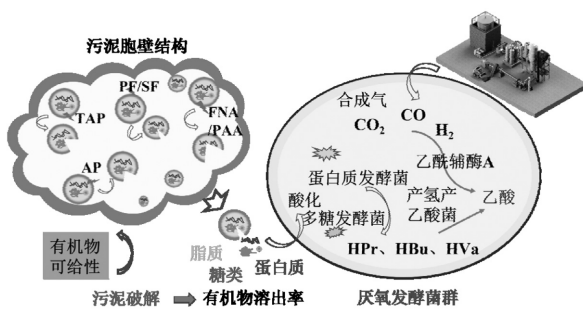 污泥胞壁结构
PF/SF
TAP
FNA
/PAA
AP
有机物
可给性
脂质
糖类
蛋白质
污泥破解
有机物溶出率
合成气
CO₂
CO
H₂
乙酰辅酶A
蛋白质发酵菌
酸化
多糖发酵菌
产氢产
乙酸菌
乙酸
HPr、HBu、HVa
厌氧发酵菌群